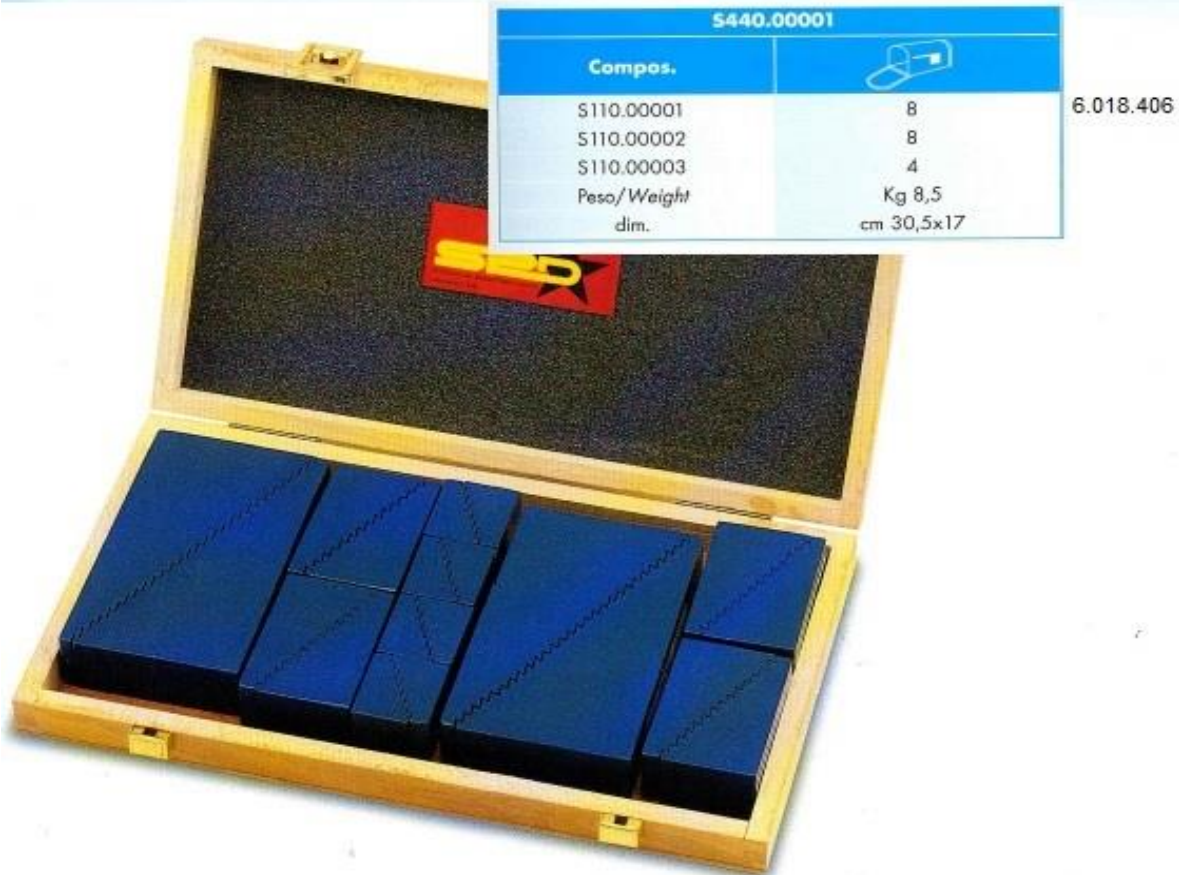 S440.00001
Compos.
S110.00001 8
S110.00002 8
S110.00003 4
Peso/Weight Kg 8,5
dim. cm 30,5x17
6.018.406